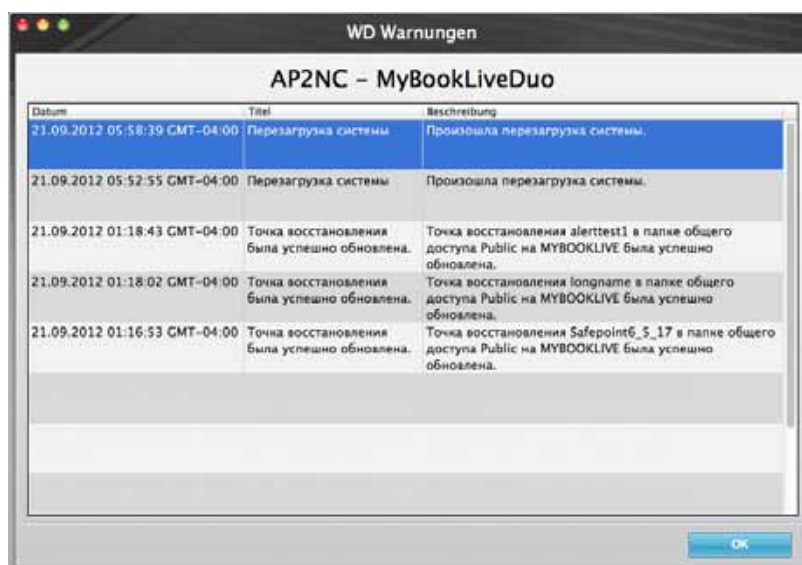 WD Warnungen
AP2NC – MyBookLiveDuo
Datum Titel Beschreibung
21.09.2012 05:58:39 GMT-04:00 Перезагрузка системы Произошла перезагрузка системы.
21.09.2012 05:52:55 GMT-04:00 Перезагрузка системы Произошла перезагрузка системы.
21.09.2012 01:18:43 GMT-04:00 Точка восстановления Точка восстановления alerttest1 в папке общего
была успешно обновлена. доступа Public на MYBOOKLIVE была успешно
обновлена.
21.09.2012 01:18:02 GMT-04:00 Точка восстановления Точка восстановления longname в папке общего
была успешно обновлена. доступа Public на MYBOOKLIVE была успешно
обновлена.
21.09.2012 01:16:53 GMT-04:00 Точка восстановления Точка восстановления Safepoint6_5_17 в папке общего
была успешно обновлена. доступа Public на MYBOOKLIVE была успешно
обновлена.
OK